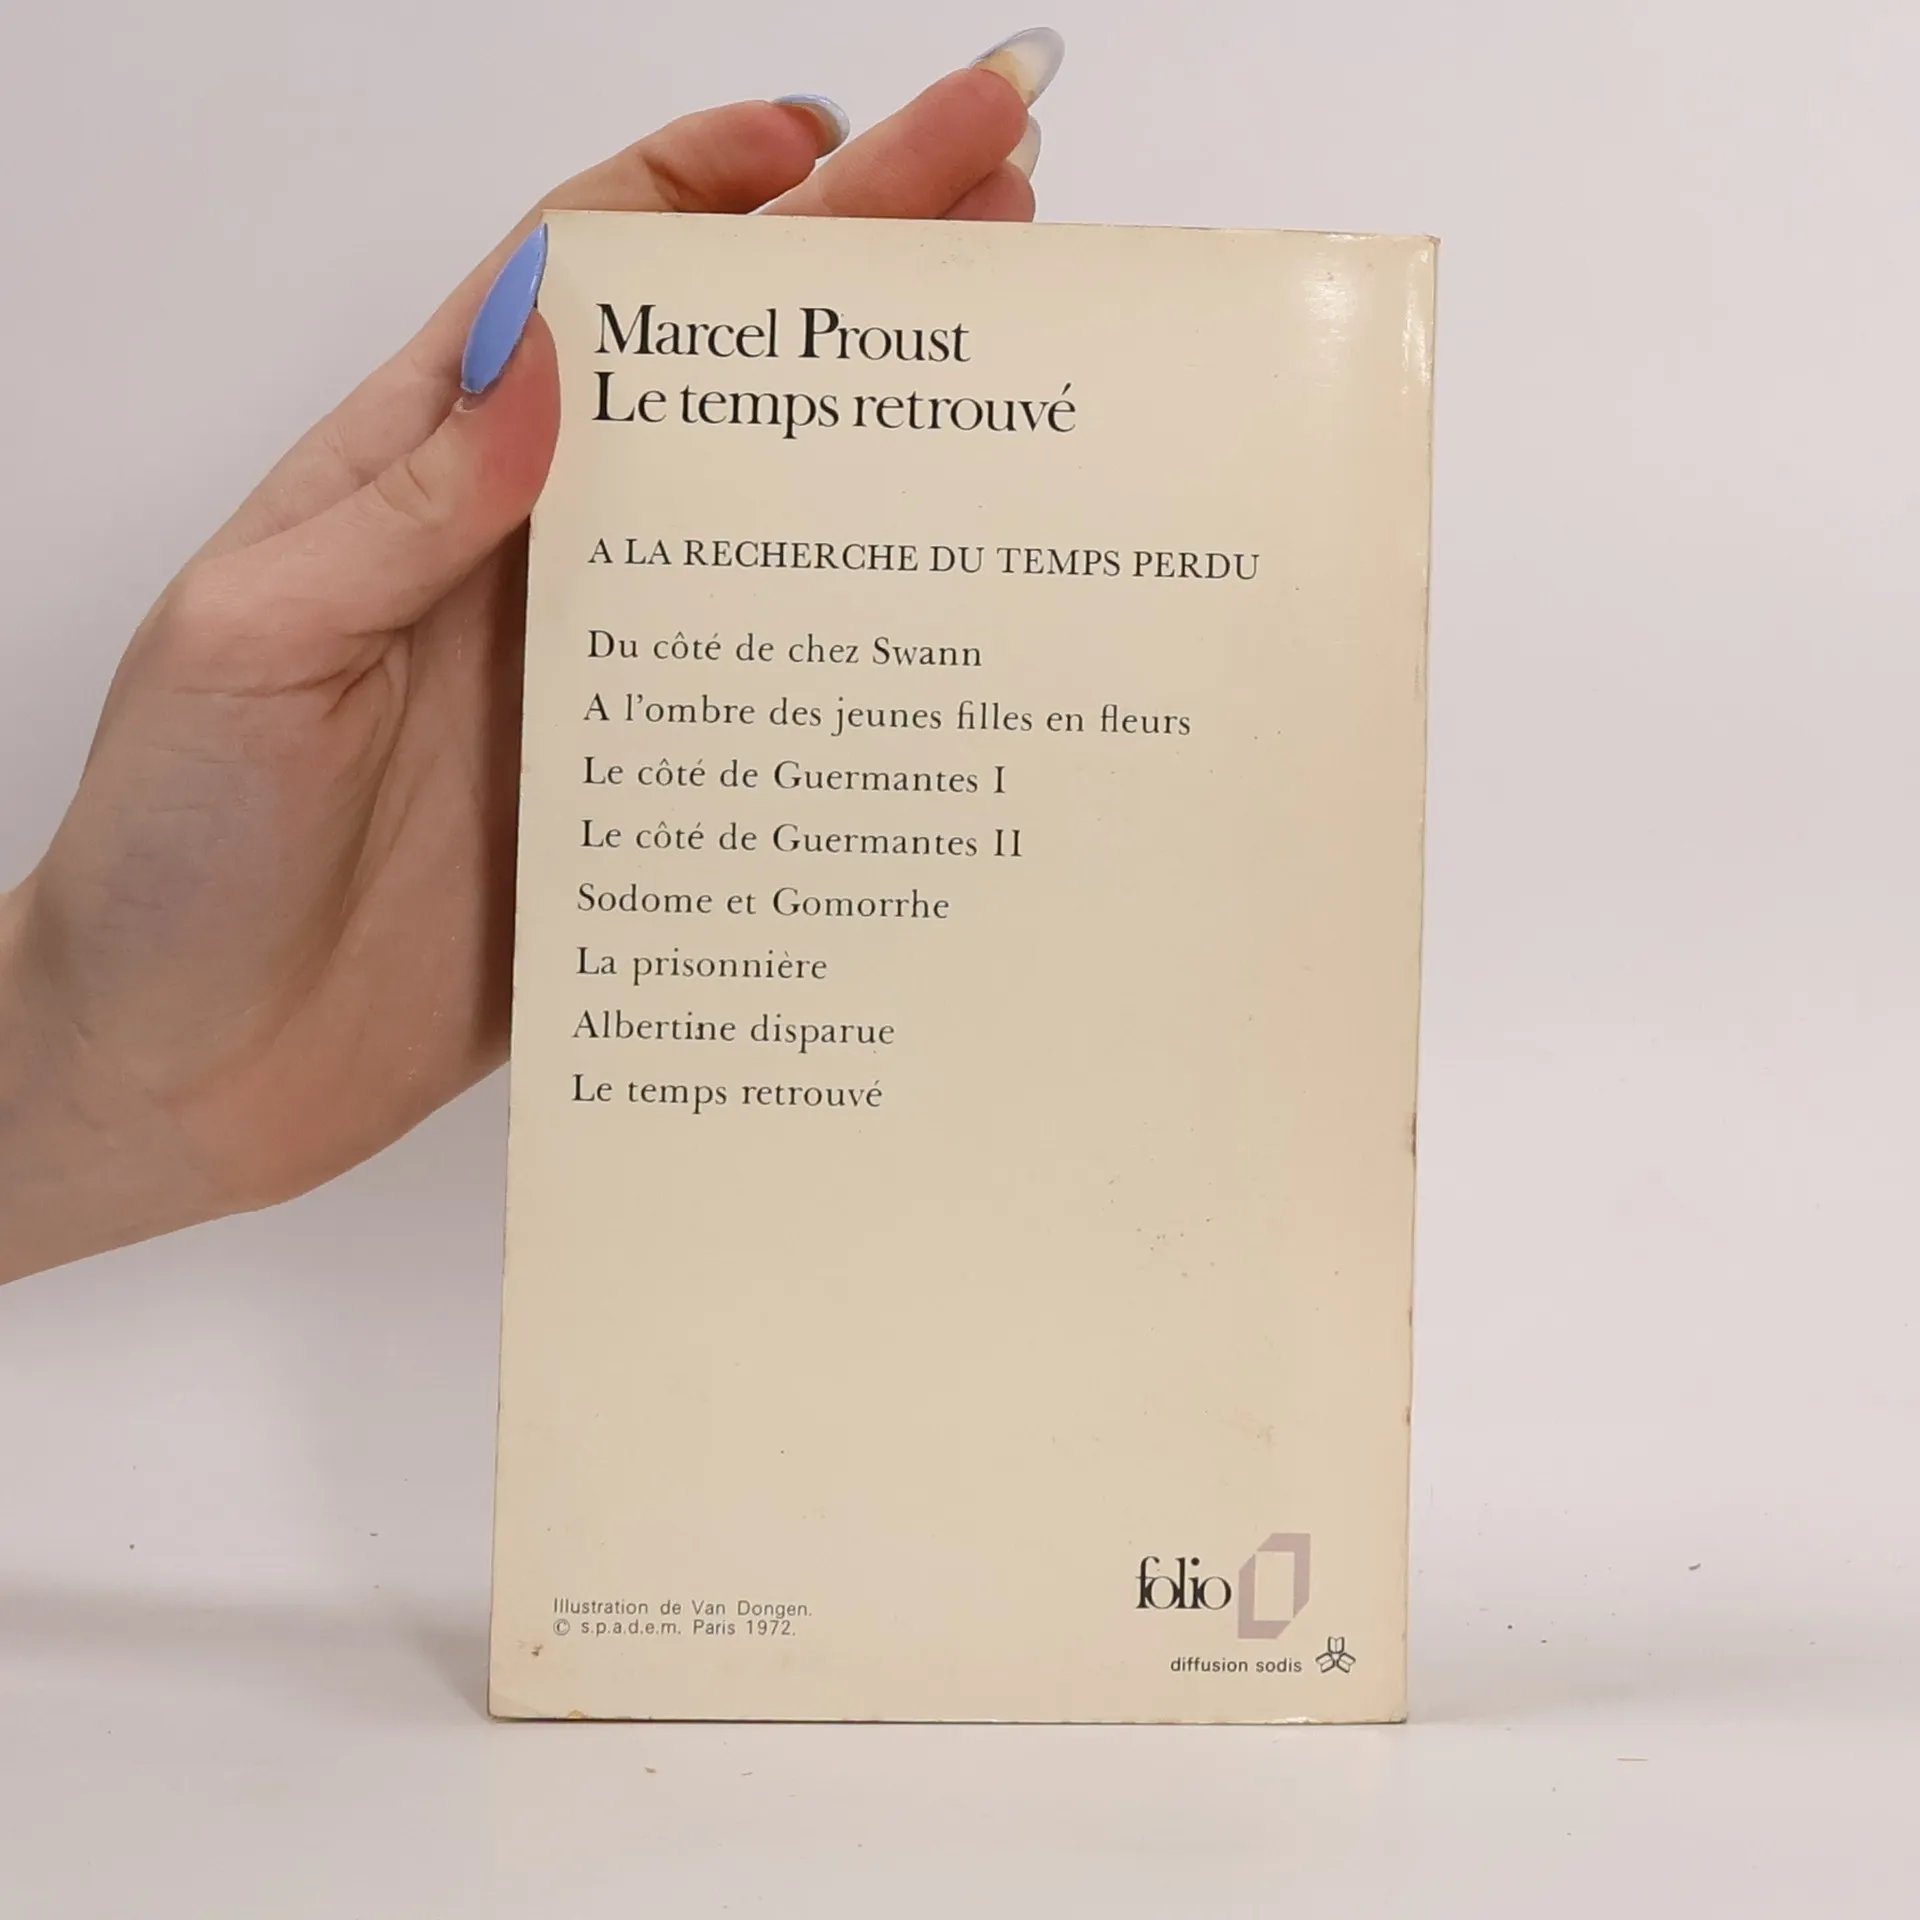 Marcel Proust
Le temps retrouvé
A LA RECHERCHE DU TEMPS PERDU
Du côté de chez Swann
A l'ombre des jeunes filles en fleurs
Le côté de Guermantes I
Le côté de Guermantes II
Sodome et Gomorrhe
La prisonnière
Albertine disparue
Le temps retrouvé
folio
Illustration de Van Dongen.
© s.p.a.d.e.m. Paris 1972.
diffusion sodis